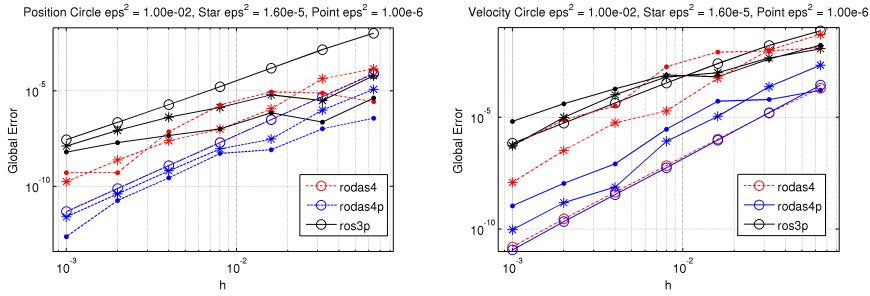 Position Circle eps² = 1.00e-02, Star eps² = 1.60e-5, Point eps² = 1.00e-6
Global Error
10⁻⁵
10⁻¹⁰
10⁻³
10⁻²
h
rodas4
rodas4p
ros3p
Velocity Circle eps² = 1.00e-02, Star eps² = 1.60e-5, Point eps² = 1.00e-6
Global Error
10⁻⁵
10⁻¹⁰
10⁻³
10⁻²
h
rodas4
rodas4p
ros3p